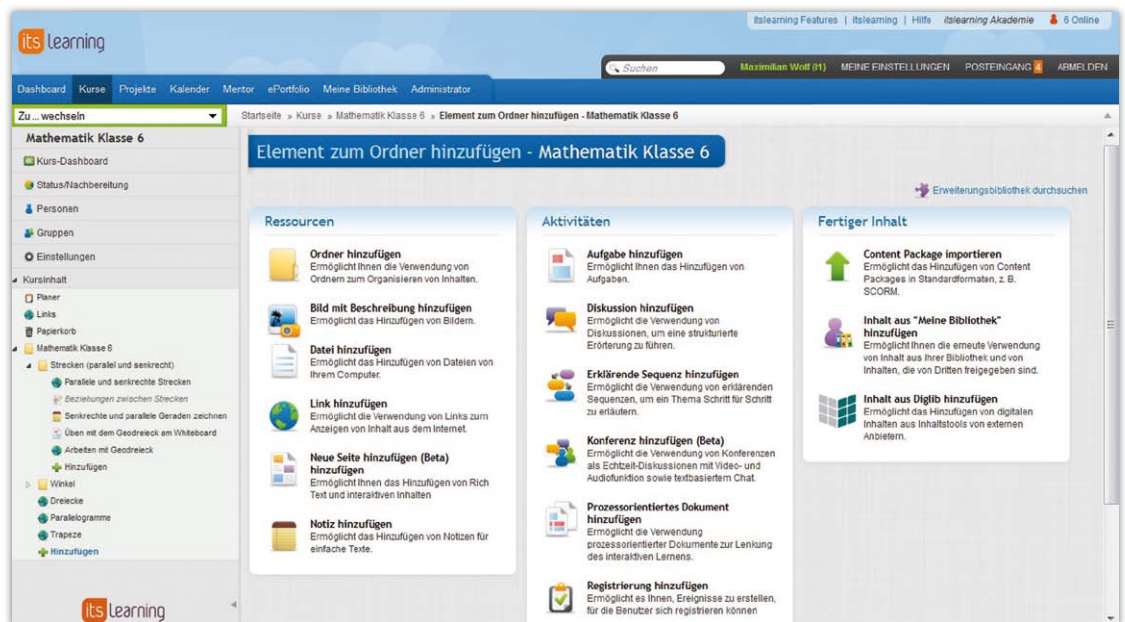 itslearning Features | itslearning | Hilfe itslearning Akademie 6 Online
its learning
Suchen Maximilian Wolf (I1) MEINE EINSTELLUNGEN POSTEINGANG 4 ABMELDEN
Dashboard Kurse Projekte Kalender Mentor ePortfolio Meine Bibliothek Administrator
Zu ... wechseln
Startseite » Kurse » Mathematik Klasse 6 » Element zum Ordner hinzufügen - Mathematik Klasse 6
Mathematik Klasse 6
Kurs-Dashboard
Status/Nachbereitung
Personen
Gruppen
Einstellungen
Kursinhalt
Planer
Links
Papierkorb
Mathematik Klasse 6
Strecken (parallel und senkrecht)
Parallele und senkrechte Strecken
Beziehungen zwischen Strecken
Senkrechte und parallele Geraden zeichnen
Üben mit dem Geodreieck am Whiteboard
Arbeiten mit Geodreieck
Hinzufügen
Winkel
Dreiecke
Parallelogramme
Trapeze
Hinzufügen
its learning
Element zum Ordner hinzufügen - Mathematik Klasse 6
Erweiterungsbibliothek durchsuchen
Ressourcen
Ordner hinzufügen
Ermöglicht Ihnen die Verwendung von
Ordnern zum Organisieren von Inhalten.
Bild mit Beschreibung hinzufügen
Ermöglicht das Hinzufügen von Bildern.
Datei hinzufügen
Ermöglicht das Hinzufügen von Dateien von
Ihrem Computer.
Link hinzufügen
Ermöglicht die Verwendung von Links zum
Anzeigen von Inhalt aus dem Internet.
Neue Seite hinzufügen (Beta)
hinzufügen
Ermöglicht Ihnen das Hinzufügen von Rich
Text und interaktiven Inhalten
Notiz hinzufügen
Ermöglicht das Hinzufügen von Notizen für
einfache Texte.
Aktivitäten
Aufgabe hinzufügen
Ermöglicht Ihnen das Hinzufügen von
Aufgaben.
Diskussion hinzufügen
Ermöglicht die Verwendung von
Diskussionen, um eine strukturierte
Erörterung zu führen.
Erklärende Sequenz hinzufügen
Ermöglicht die Verwendung von erklärenden
Sequenzen, um ein Thema Schritt für Schritt
zu erläutern.
Konferenz hinzufügen (Beta)
Ermöglicht die Verwendung von Konferenzen
als Echtzeit-Diskussionen mit Video- und
Audiofunktion sowie textbasiertem Chat.
Prozessorientiertes Dokument
hinzufügen
Ermöglicht die Verwendung
prozessorientierter Dokumente zur Lenkung
des interaktiven Lernens.
Registrierung hinzufügen
Ermöglicht es Ihnen, Ereignisse zu erstellen,
für die Benutzer sich registrieren können
Fertiger Inhalt
Content Package importieren
Ermöglicht das Hinzufügen von Content
Packages in Standardformaten, z. B.
SCORM.
Inhalt aus "Meine Bibliothek"
hinzufügen
Ermöglicht Ihnen die erneute Verwendung
von Inhalt aus Ihrer Bibliothek und von
Inhalten, die von Dritten freigegeben sind.
Inhalt aus Diglib hinzufügen
Ermöglicht das Hinzufügen von digitalen
Inhalten aus Inhaltstools von externen
Anbietern.